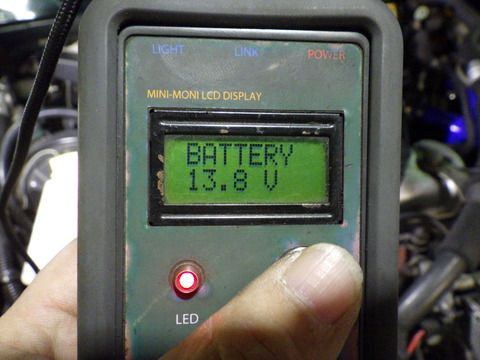 LIGHT LINK POWER
MINI-MONI LCD DISPLAY
BATTERY
13.8 V
LED